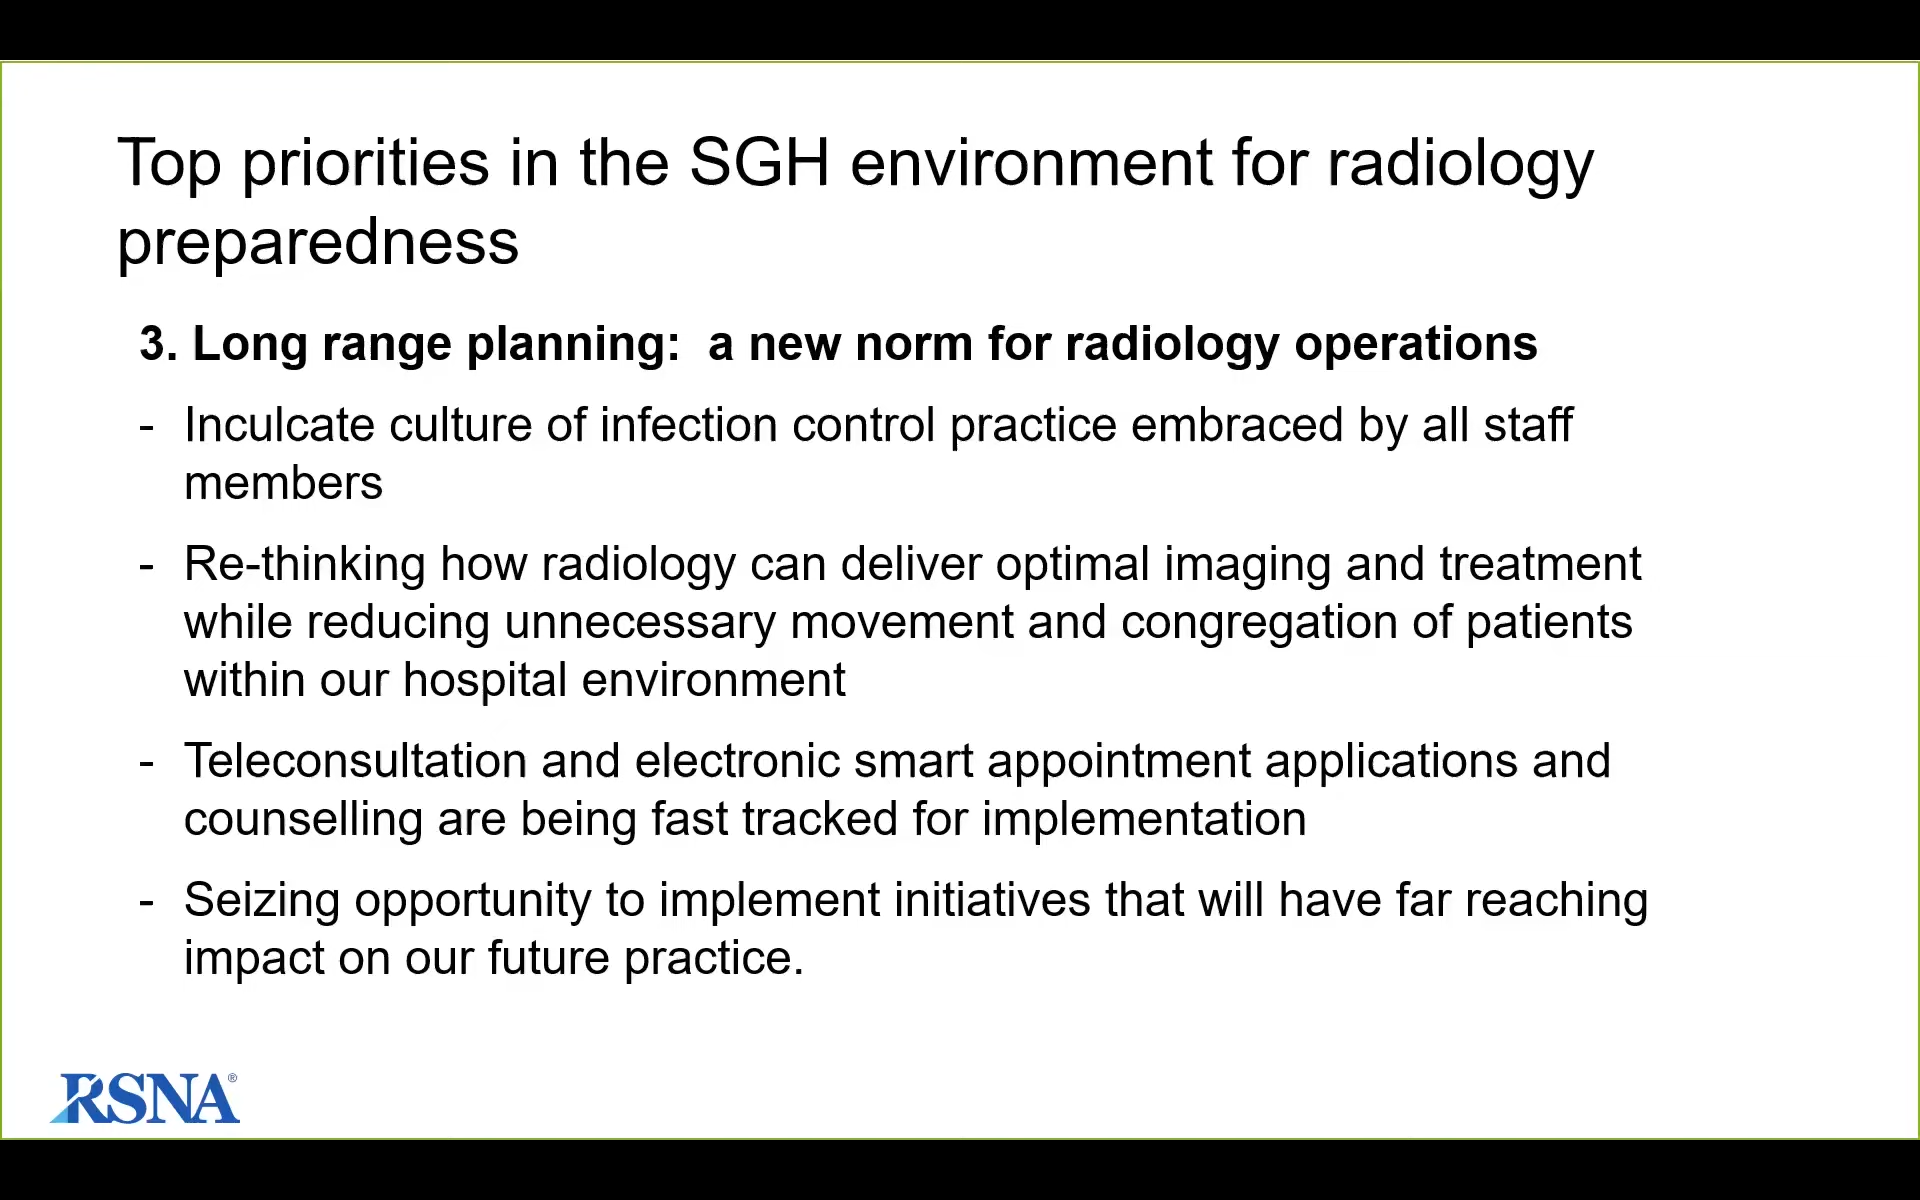 Top priorities in the SGH environment for radiology
preparedness
3. Long range planning:  a new norm for radiology operations
- Inculcate culture of infection control practice embraced by all staff
members
- Re-thinking how radiology can deliver optimal imaging and treatment
while reducing unnecessary movement and congregation of patients
within our hospital environment
- Teleconsultation and electronic smart appointment applications and
counselling are being fast tracked for implementation
- Seizing opportunity to implement initiatives that will have far reaching
impact on our future practice.
RSNA®